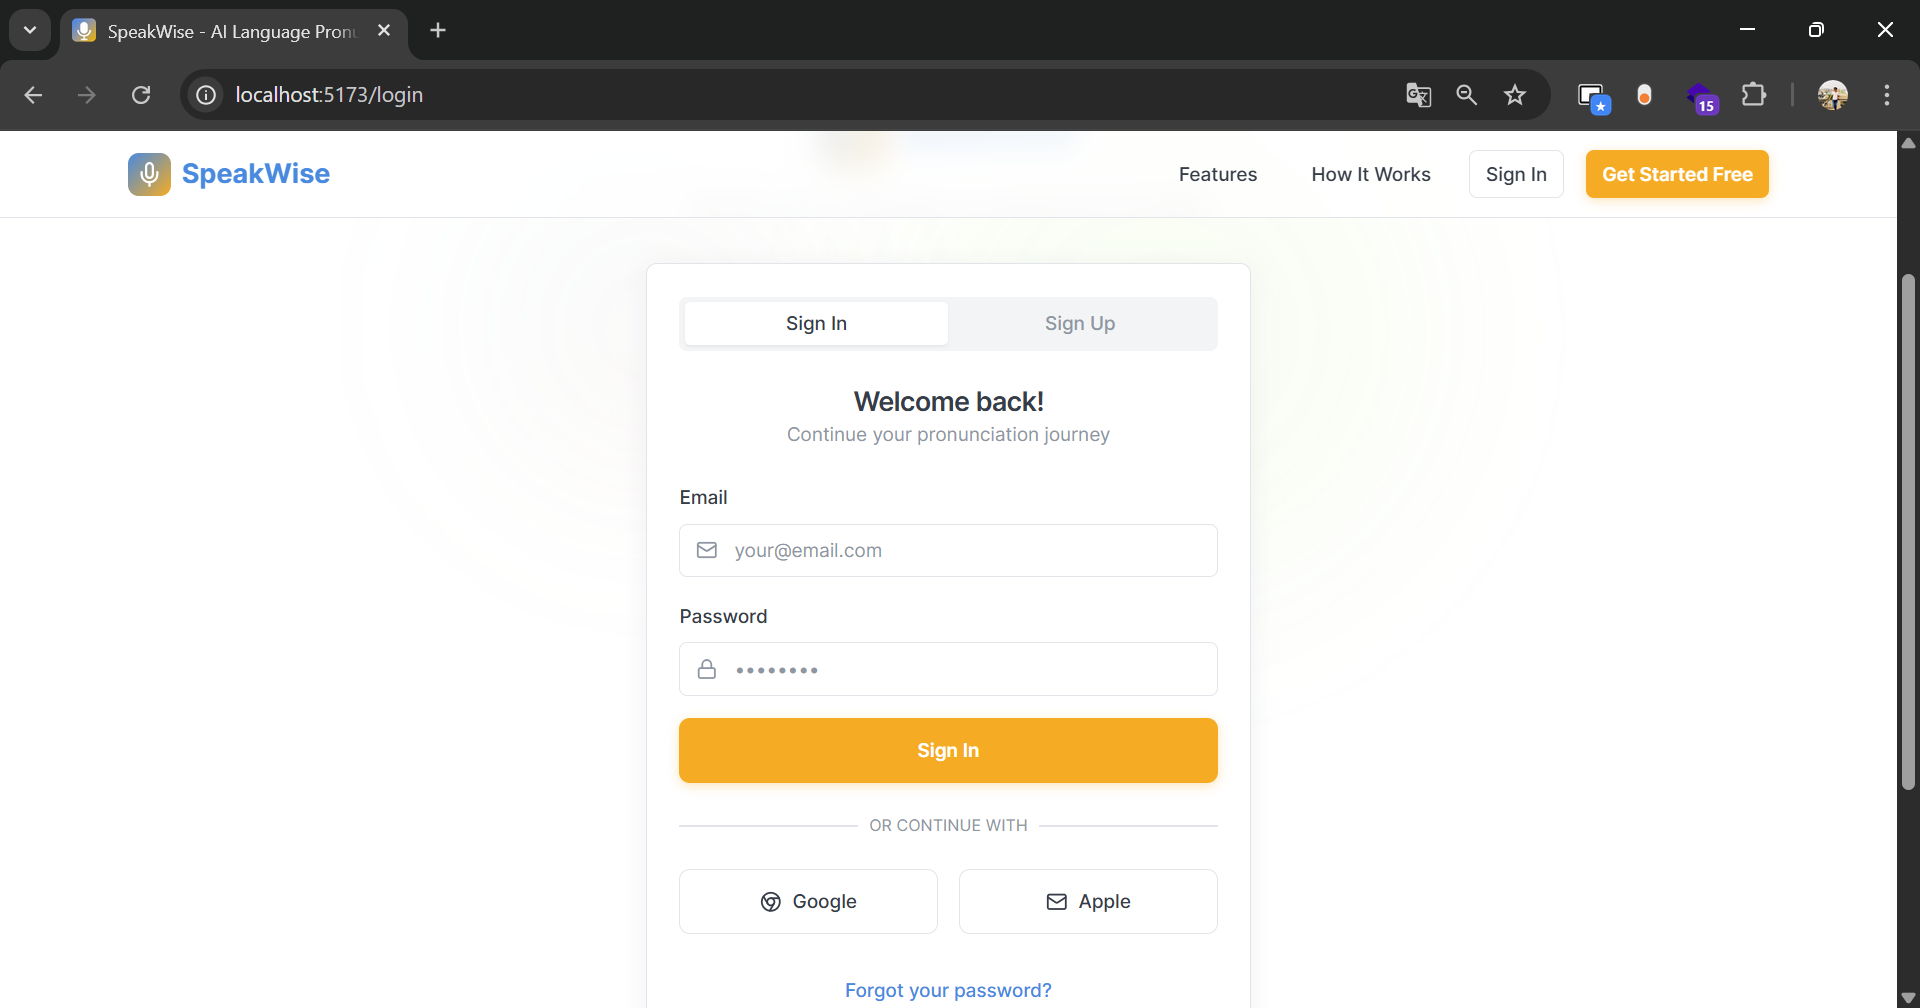 SpeakWise - AI Language Pron
localhost:5173/login
15
SpeakWise
Features
How It Works
Sign In
Get Started Free
Sign In
Sign Up
Welcome back!
Continue your pronunciation journey
Email
your@email.com
Password
••••••••
Sign In
OR CONTINUE WITH
Google
Apple
Forgot your password?